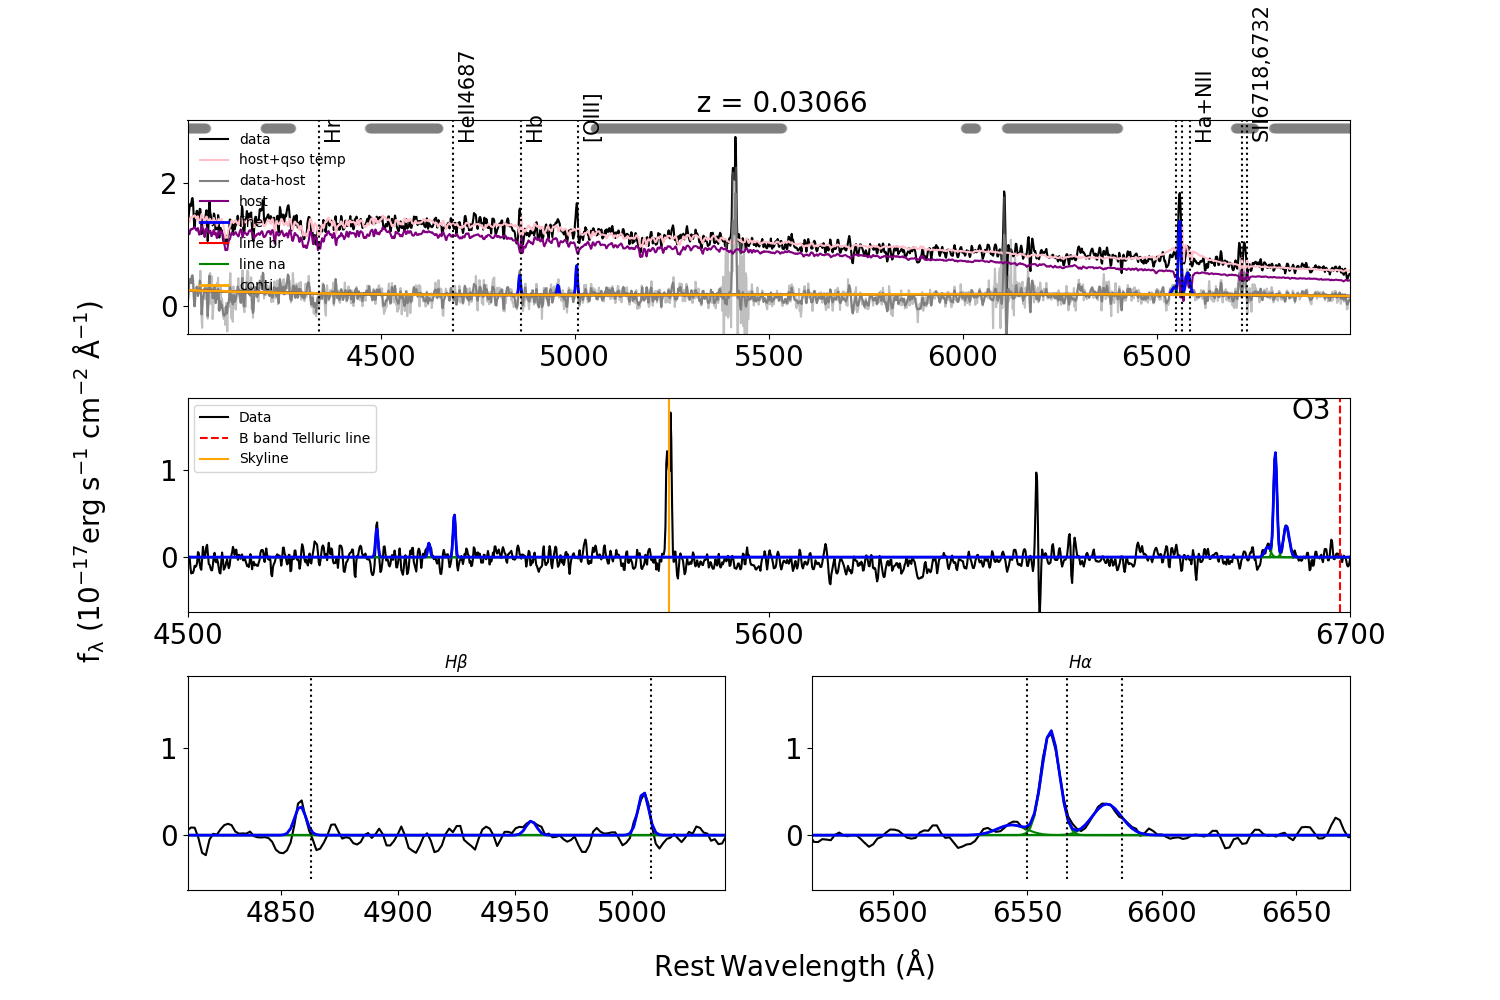 z = 0.03066
Hr
HeII4687
Hb
[OIII]
Ha+NII
SII6718,6732
data
host+qso temp
data-host
host
line br
line na
conti
2
0
4500 5000 5500 6000 6500
Data
B band Telluric line
Skyline
O3
1
0
4500 5600 6700
fλ (10−17erg s−1 cm−2 Å−1)
Hβ
1
0
4850 4900 4950 5000
Hα
1
0
6500 6550 6600 6650
Rest Wavelength (Å)